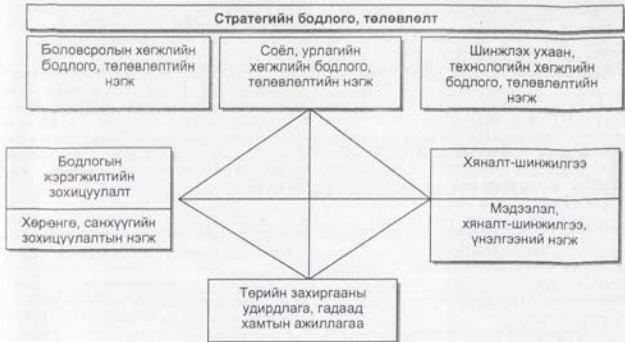 Стратегийн бодлого, төлөвлөлт
Боловсролын хөгжлийн
бодлого, төлөвлөлтийн
нэгж
Соёл, урлагийн
хөгжлийн бодлого,
төлөвлөлтийн нэгж
Шинжлэх ухаан,
технологийн хөгжлийн
бодлого, төлөвлөлтийн
нэгж
Бодлогын
хэрэгжилтийн
зохицуулалт
Хөрөнгө, санхүүгийн
зохицуулалтын нэгж
Хяналт-шинжилгээ
Мэдээлэл,
хяналт-шинжилгээ,
үнэлгээний нэгж
Төрийн захиргааны
удирдлага, гадаад
хамтын ажиллагаа